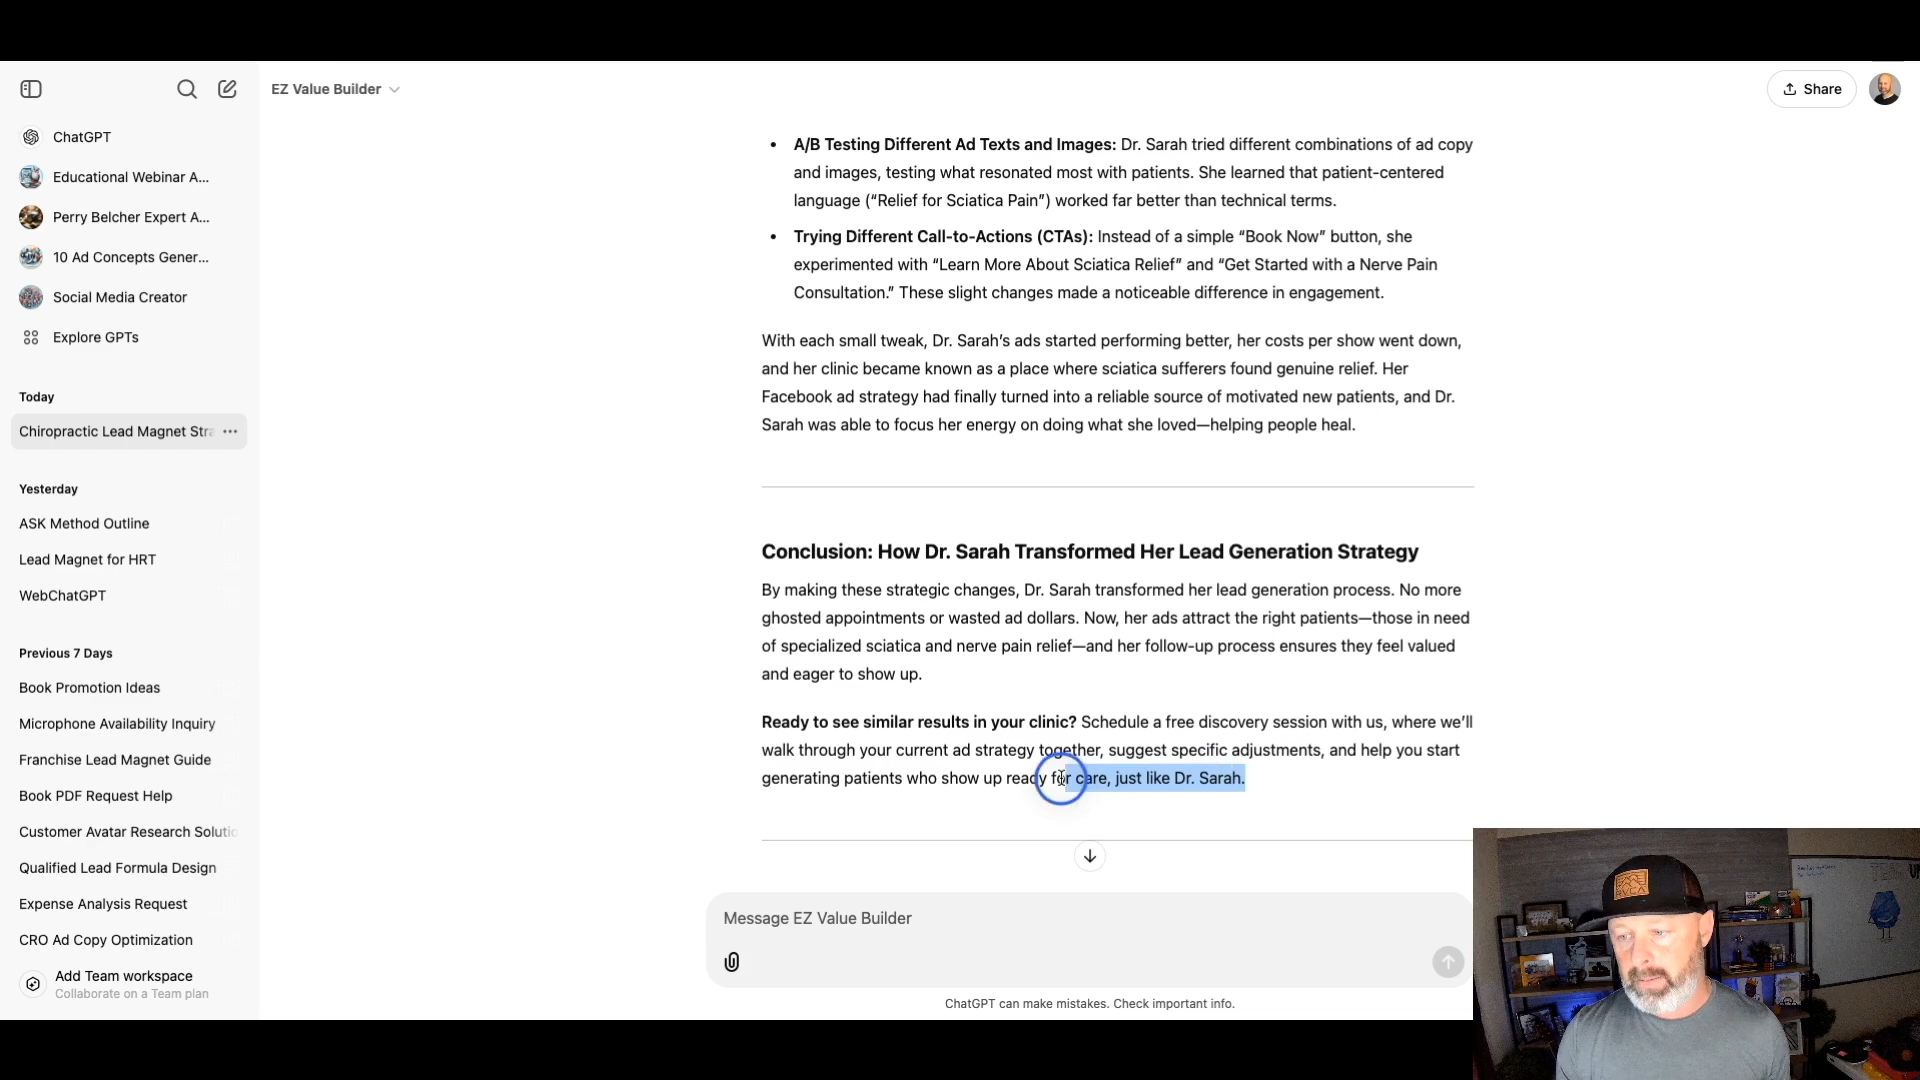 EZ Value Builder
Share
ChatGPT
Educational Webinar A...
Perry Belcher Expert A...
10 Ad Concepts Gener...
Social Media Creator
Explore GPTs
Today
Chiropractic Lead Magnet Stra
Yesterday
ASK Method Outline
Lead Magnet for HRT
WebChatGPT
Previous 7 Days
Book Promotion Ideas
Microphone Availability Inquiry
Franchise Lead Magnet Guide
Book PDF Request Help
Customer Avatar Research Solutio
Qualified Lead Formula Design
Expense Analysis Request
CRO Ad Copy Optimization
Add Team workspace
Collaborate on a Team plan
• A/B Testing Different Ad Texts and Images: Dr. Sarah tried different combinations of ad copy
and images, testing what resonated most with patients. She learned that patient-centered
language (“Relief for Sciatica Pain”) worked far better than technical terms.
• Trying Different Call-to-Actions (CTAs): Instead of a simple “Book Now” button, she
experimented with “Learn More About Sciatica Relief” and “Get Started with a Nerve Pain
Consultation.” These slight changes made a noticeable difference in engagement.
With each small tweak, Dr. Sarah’s ads started performing better, her costs per show went down,
and her clinic became known as a place where sciatica sufferers found genuine relief. Her
Facebook ad strategy had finally turned into a reliable source of motivated new patients, and Dr.
Sarah was able to focus her energy on doing what she loved—helping people heal.
Conclusion: How Dr. Sarah Transformed Her Lead Generation Strategy
By making these strategic changes, Dr. Sarah transformed her lead generation process. No more
ghosted appointments or wasted ad dollars. Now, her ads attract the right patients—those in need
of specialized sciatica and nerve pain relief—and her follow-up process ensures they feel valued
and eager to show up.
Ready to see similar results in your clinic? Schedule a free discovery session with us, where we’ll
walk through your current ad strategy together, suggest specific adjustments, and help you start
generating patients who show up ready for care, just like Dr. Sarah.
Message EZ Value Builder
ChatGPT can make mistakes. Check important info.
RVCA